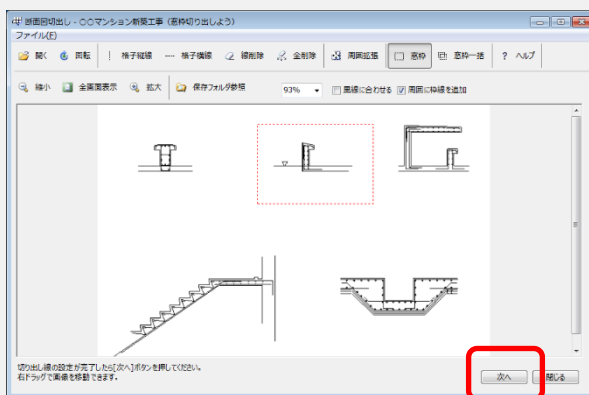 断面図切出し - 〇〇マンション新築工事（窓枠切り出しよう）
ファイル(F)
開く 回転 格子縦線 格子横線 線削除 全削除 周囲拡張 窓枠 窓枠一括 ? ヘルプ
縮小 全画面表示 拡大 保存フォルダ参照 93% 黒線に合わせる 周囲に枠線を追加
切り出し線の設定が完了したら[次へ]ボタンを押してください。
右ドラッグで画像を移動できます。
次へ 閉じる